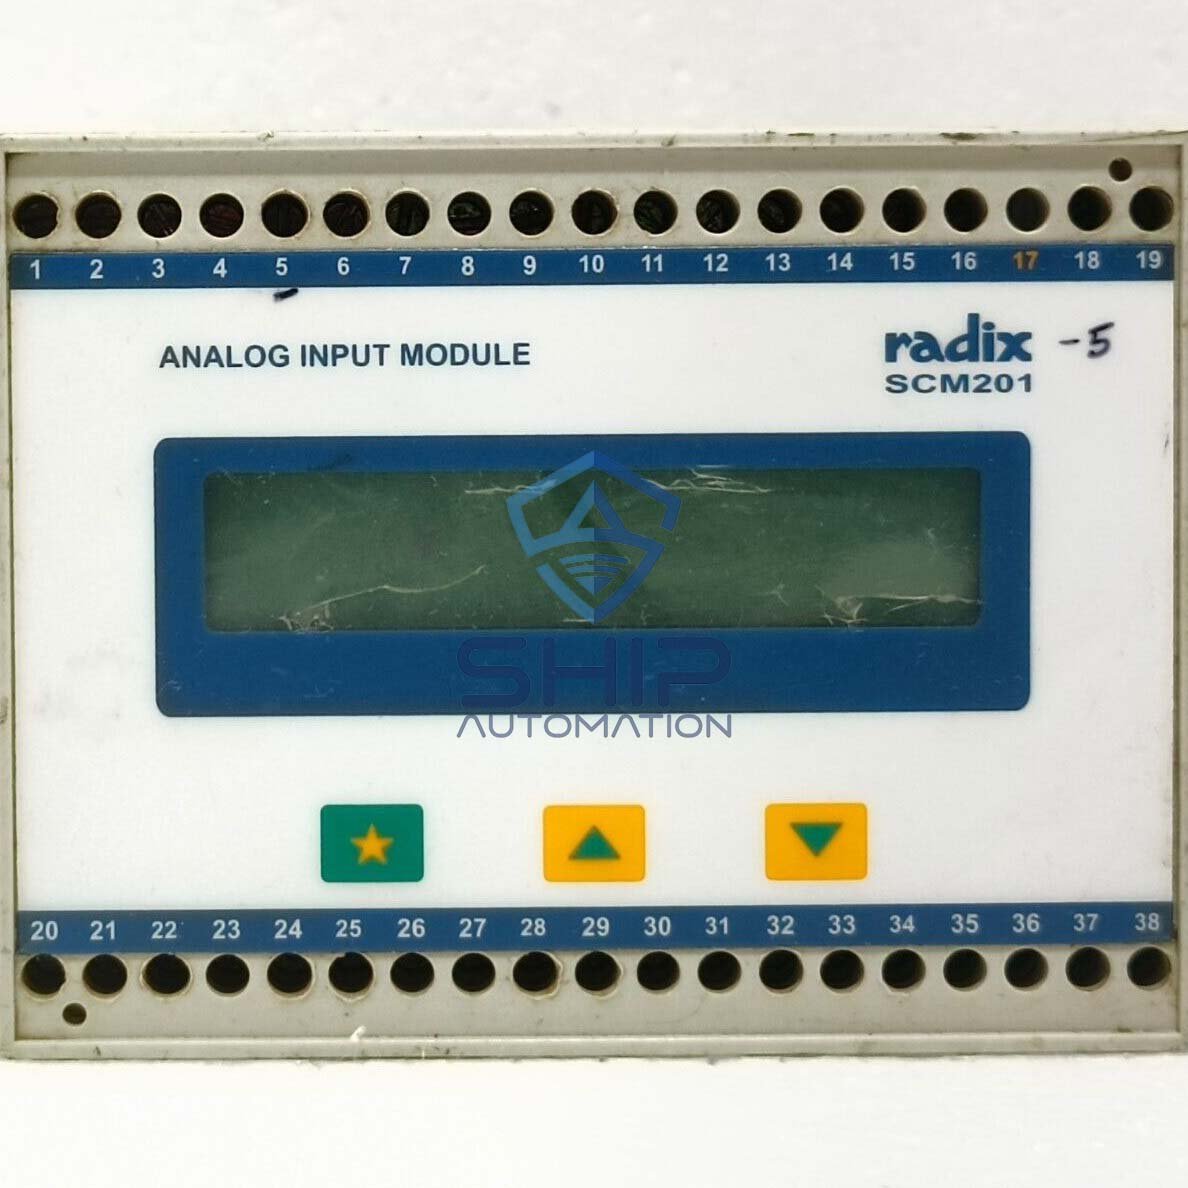 1 2 3 4 5 6 7 8 9 10 11 12 13 14 15 16 17 18 19
ANALOG INPUT MODULE
radix -5
SCM201
SHIP
AUTOMATION
20 21 22 23 24 25 26 27 28 29 30 31 32 33 34 35 36 37 38